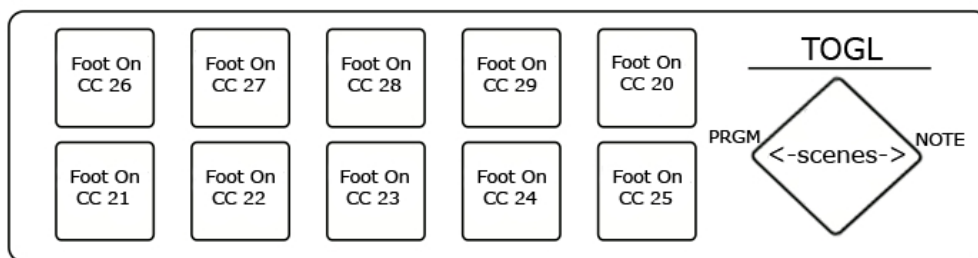 Foot On
CC 26
Foot On
CC 27
Foot On
CC 28
Foot On
CC 29
Foot On
CC 20
TOGL
PRGM
<-scenes->
NOTE
Foot On
CC 21
Foot On
CC 22
Foot On
CC 23
Foot On
CC 24
Foot On
CC 25